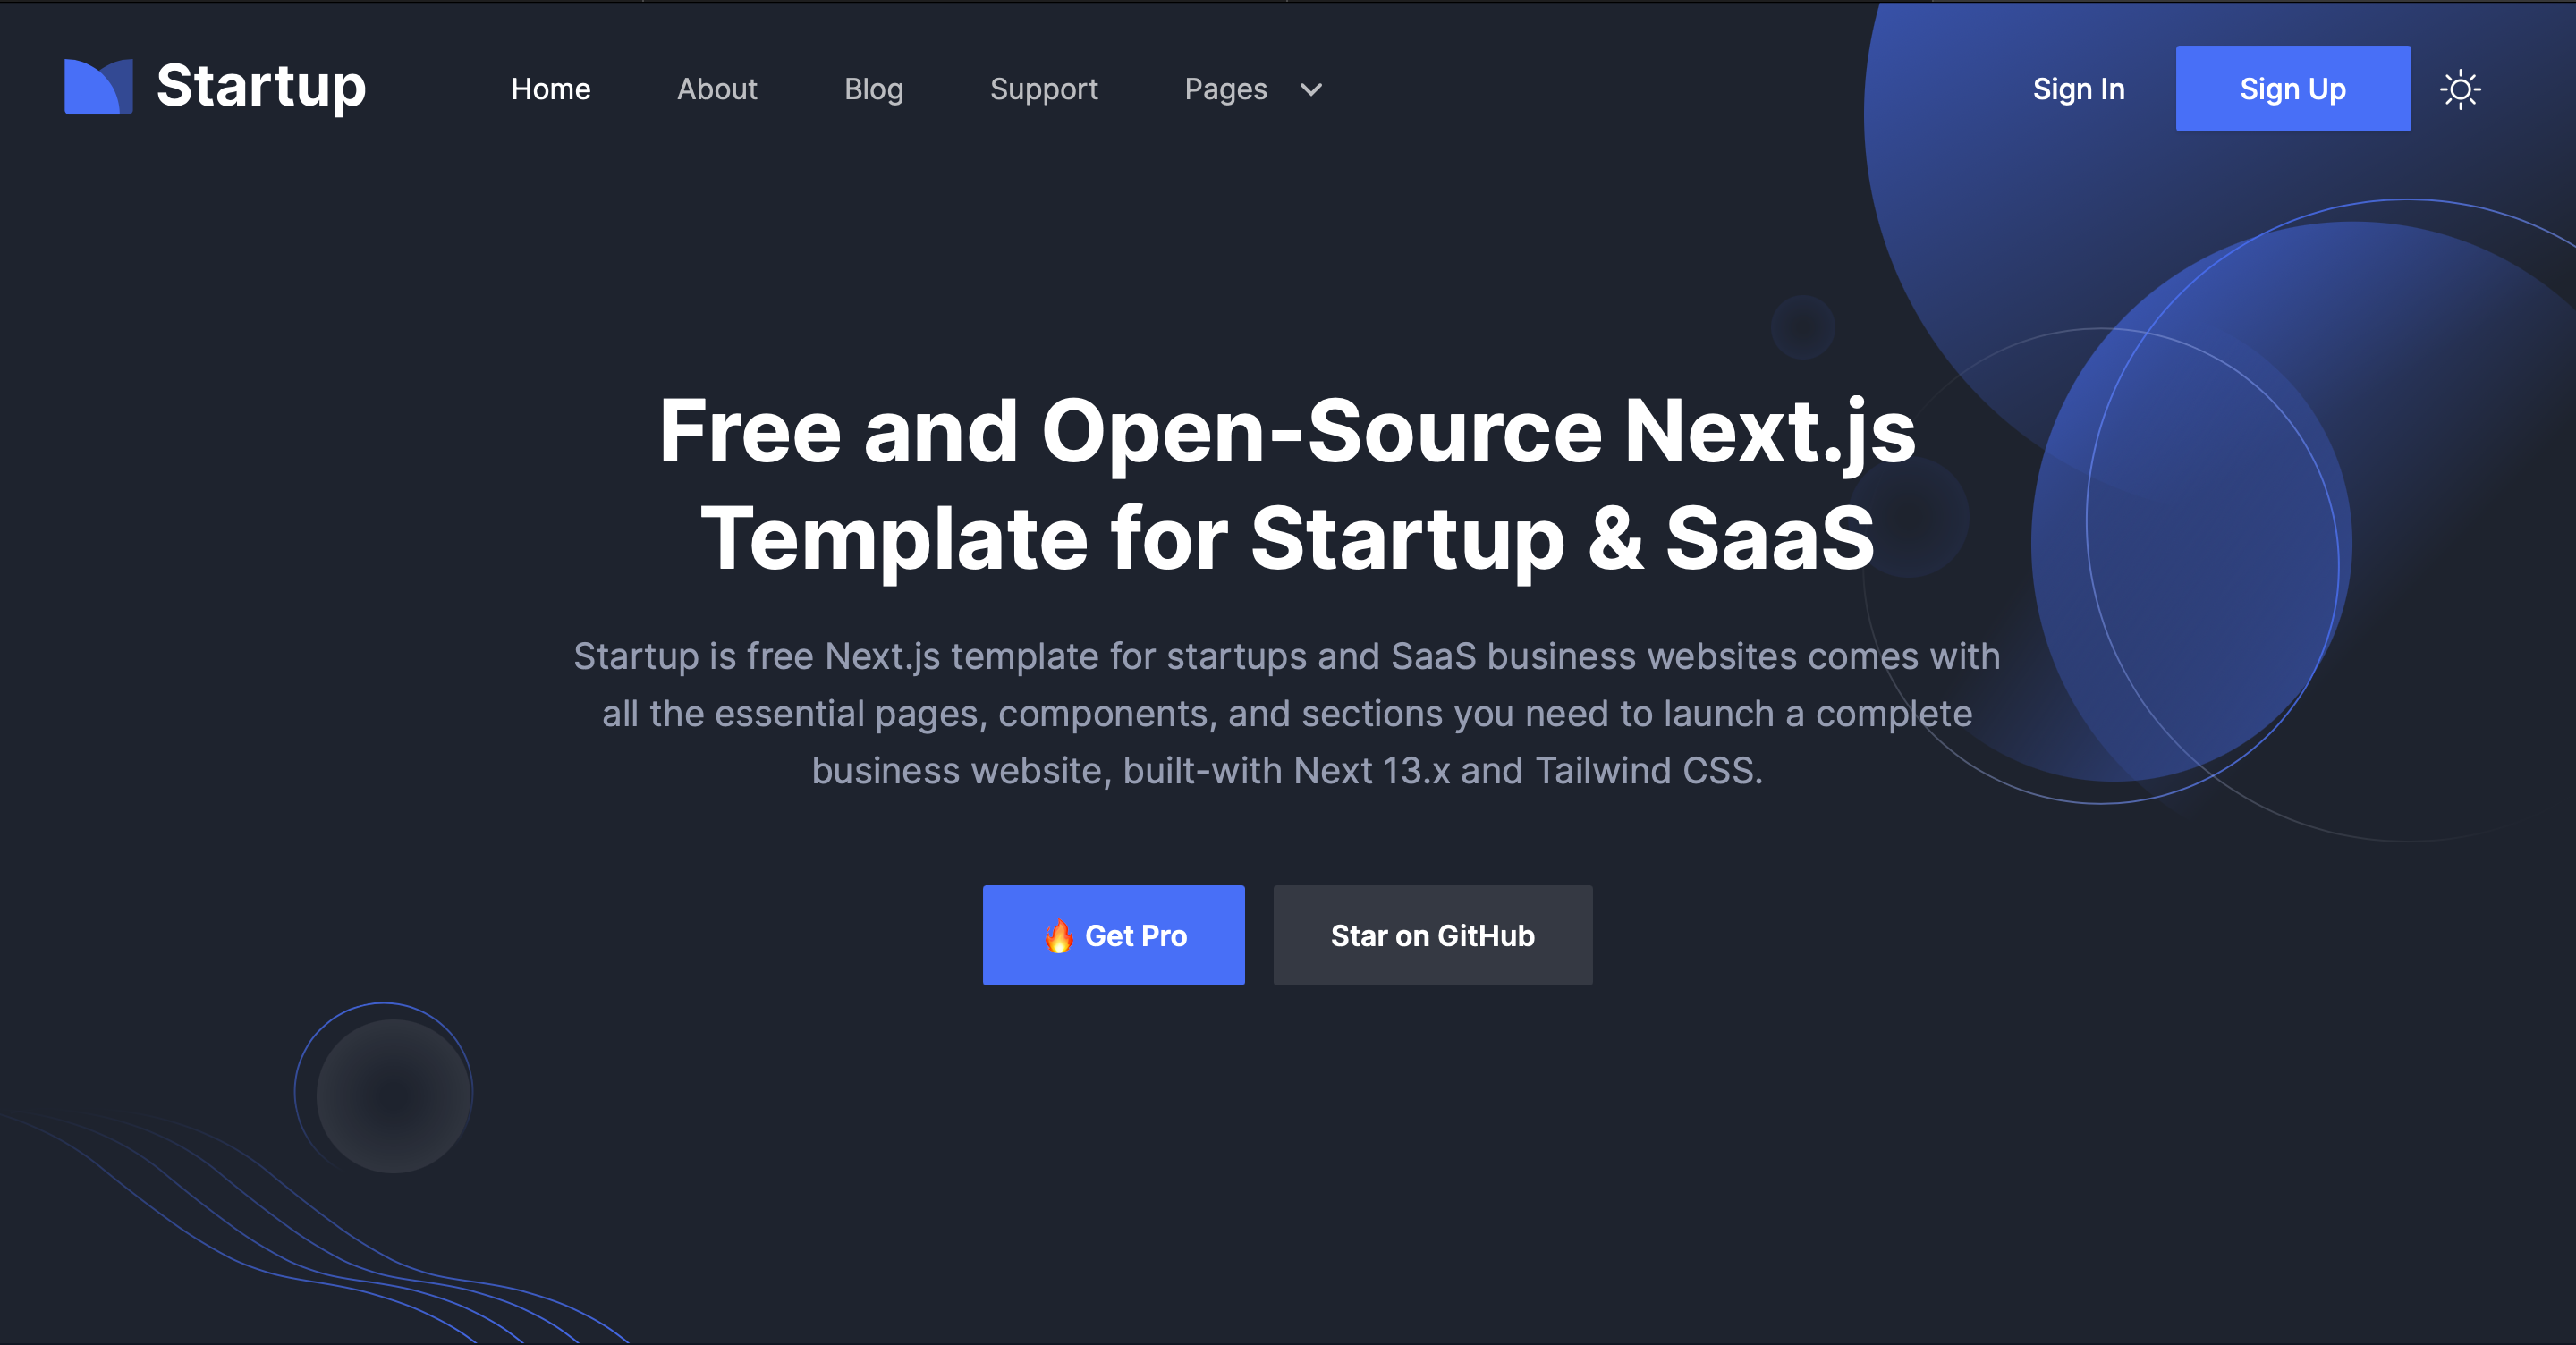 Startup
Home About Blog Support Pages
Sign In Sign Up
Free and Open-Source Next.js
Template for Startup & SaaS
Startup is free Next.js template for startups and SaaS business websites comes with
all the essential pages, components, and sections you need to launch a complete
business website, built-with Next 13.x and Tailwind CSS.
🔥 Get Pro
Star on GitHub